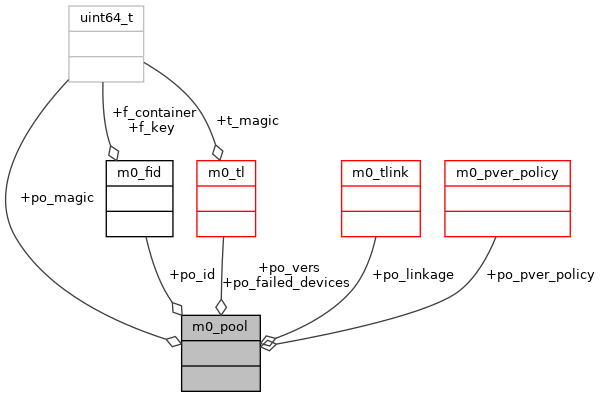 uint64_t
+f_container
+f_key
+t_magic
m0_fid
m0_tl
m0_tlink
m0_pver_policy
+po_magic
+po_id
+po_vers
+po_failed_devices
+po_linkage
+po_pver_policy
m0_pool